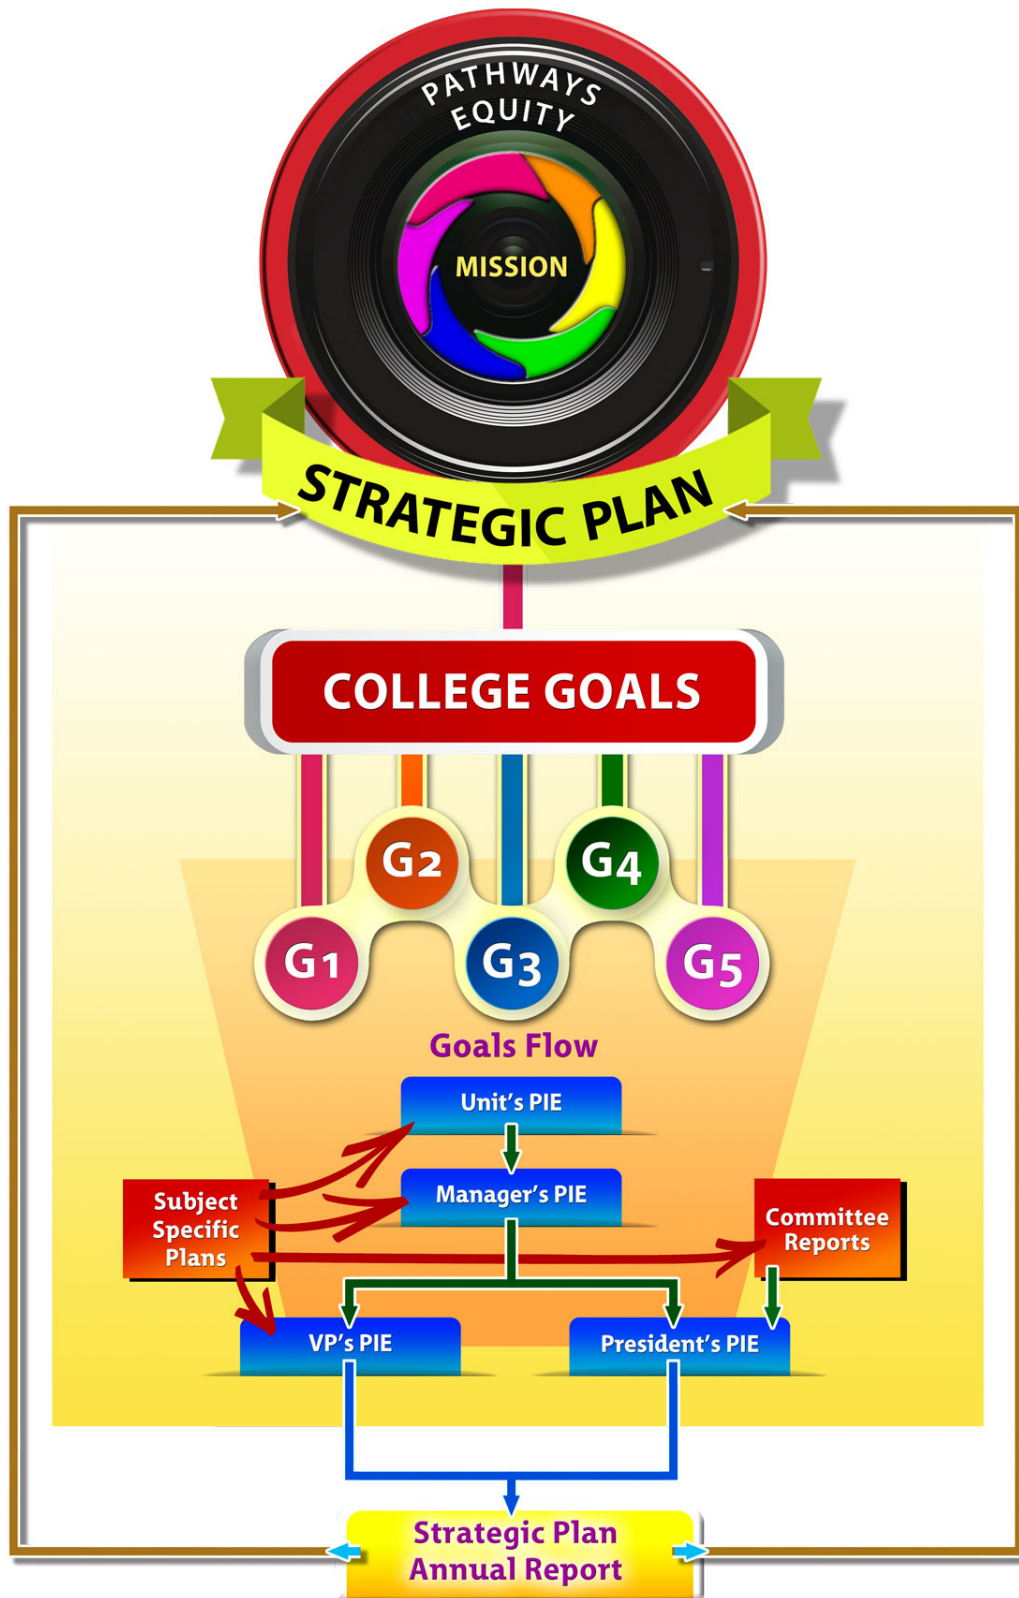 PATHWAYS
EQUITY
MISSION
STRATEGIC PLAN
COLLEGE GOALS
G1
G2
G3
G4
G5
Goals Flow
Unit's PIE
Manager's PIE
Subject
Specific
Plans
Committee
Reports
VP's PIE
President's PIE
Strategic Plan
Annual Report